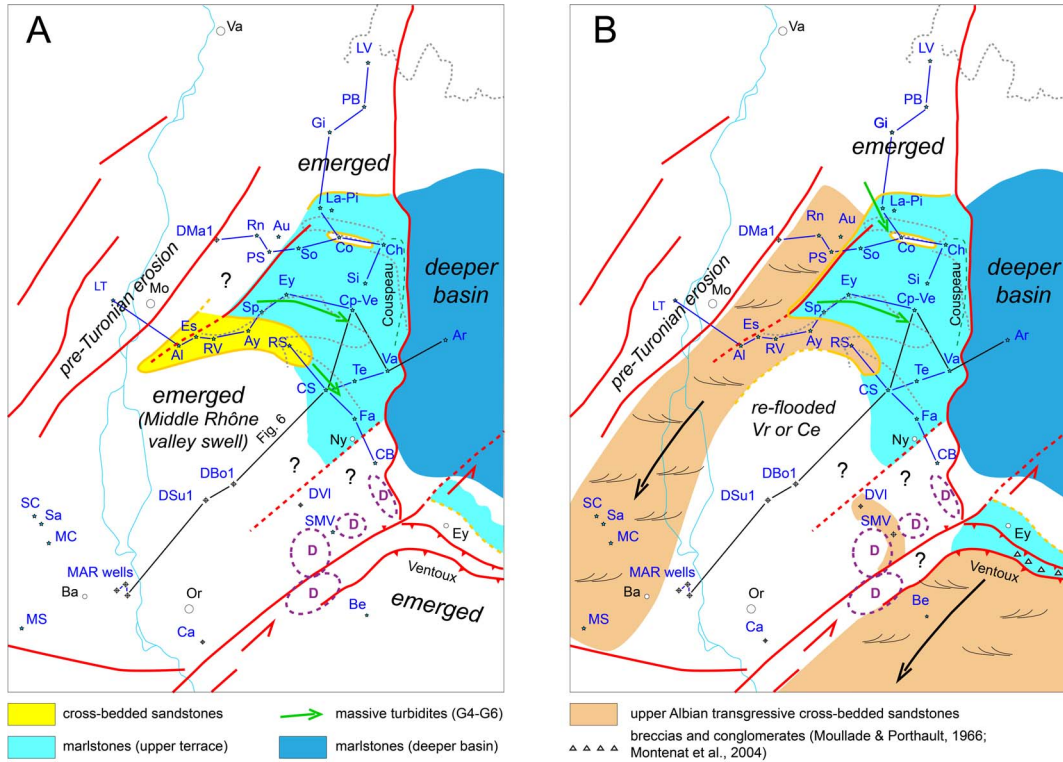 A
Va
LV
PB
Gi
emerged
La-Pi
Rn
Au
DMa1
PS
So
Co
Ch
?
Si
Couspeau
deeper
basin
LT
Mo
pre-Turonian erosion
Ey
Sp
Cp-Ve
Es
Al
RV
Ay
RS
Ar
Va
Te
CS
emerged
(Middle Rhône
valley swell)
Fig. 6
Fa
Ny
?
CB
DBo1
?
DSu1
DVI
D
SC
Sa
SMV
D
MC
D
Ey
MAR wells
Ventoux
D
Ba
Or
Be
emerged
MS
Ca
cross-bedded sandstones
massive turbidites (G4-G6)
marlstones (upper terrace)
marlstones (deeper basin)
B
Va
LV
PB
Gi
emerged
La-Pi
Rn
Au
DMa1
PS
So
Co
Ch
Si
Couspeau
deeper
basin
LT
Mo
pre-Turonian erosion
Ey
Sp
Cp-Ve
Es
Al
RV
Ay
RS
Ar
Va
Te
CS
re-flooded
Vr or Ce
Fa
Ny
?
CB
DBo1
?
DSu1
DVI
D
SC
Sa
SMV
D
MC
D
Ey
?
MAR wells
Ventoux
D
Ba
Or
Be
MS
Ca
upper Albian transgressive cross-bedded sandstones
breccias and conglomerates (Moullade & Porthault, 1966;
Montenat et al., 2004)